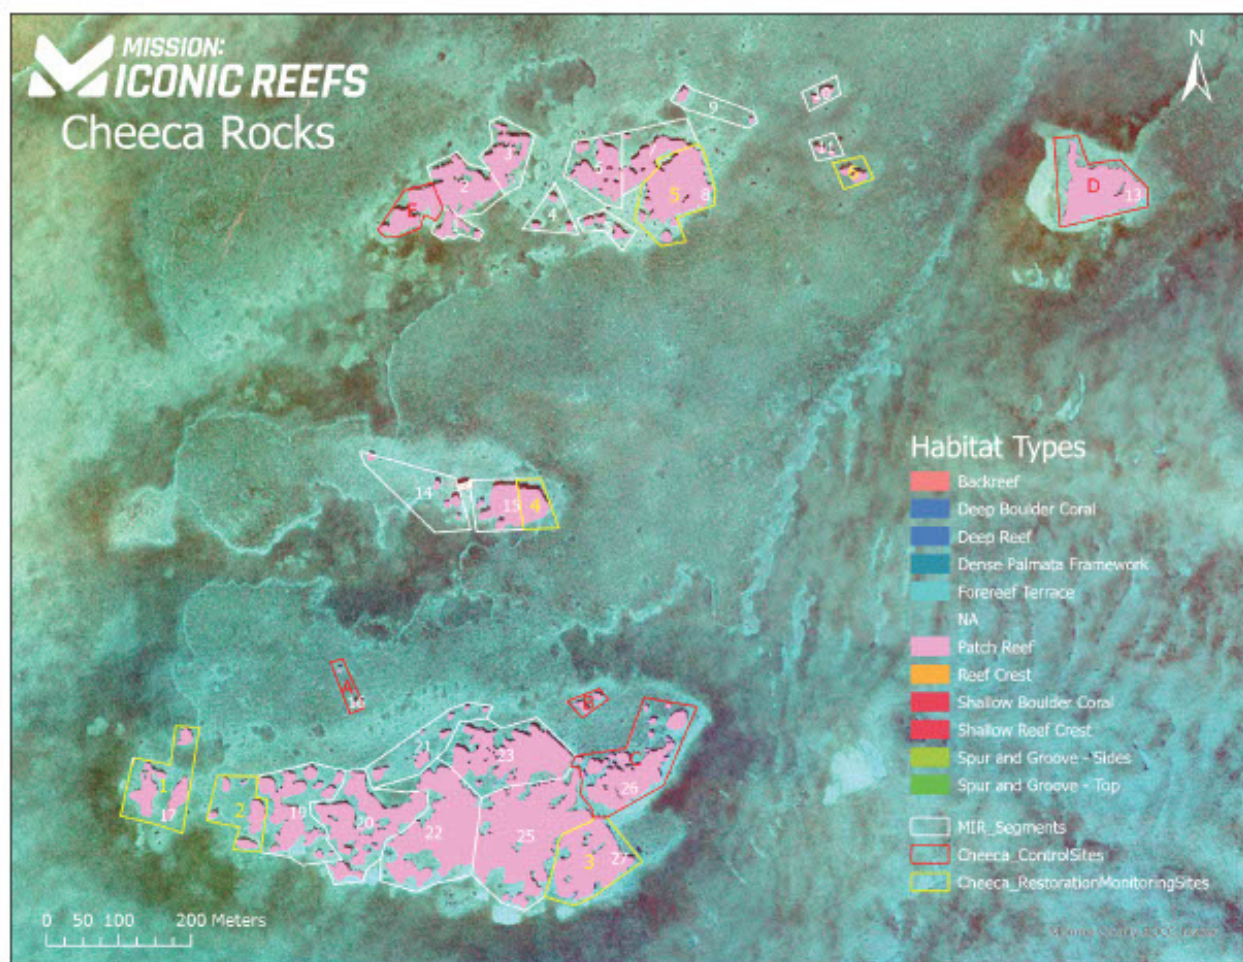 MISSION:
ICONIC REEFS
Cheeca Rocks
N
9
3
2
E
4
7
5
8
D
13
14
15
4
A
16
21
23
26
1
17
2
19
20
22
25
3
27
Habitat Types
Backreef
Deep Boulder Coral
Deep Reef
Dense Palmata Framework
Forereef Terrace
NA
Patch Reef
Reef Crest
Shallow Boulder Coral
Shallow Reef Crest
Spur and Groove - Sides
Spur and Groove - Top
MIR_Segments
Cheeca_ControlSites
Cheeca_RestorationMonitoringSites
0 50 100 200 Meters